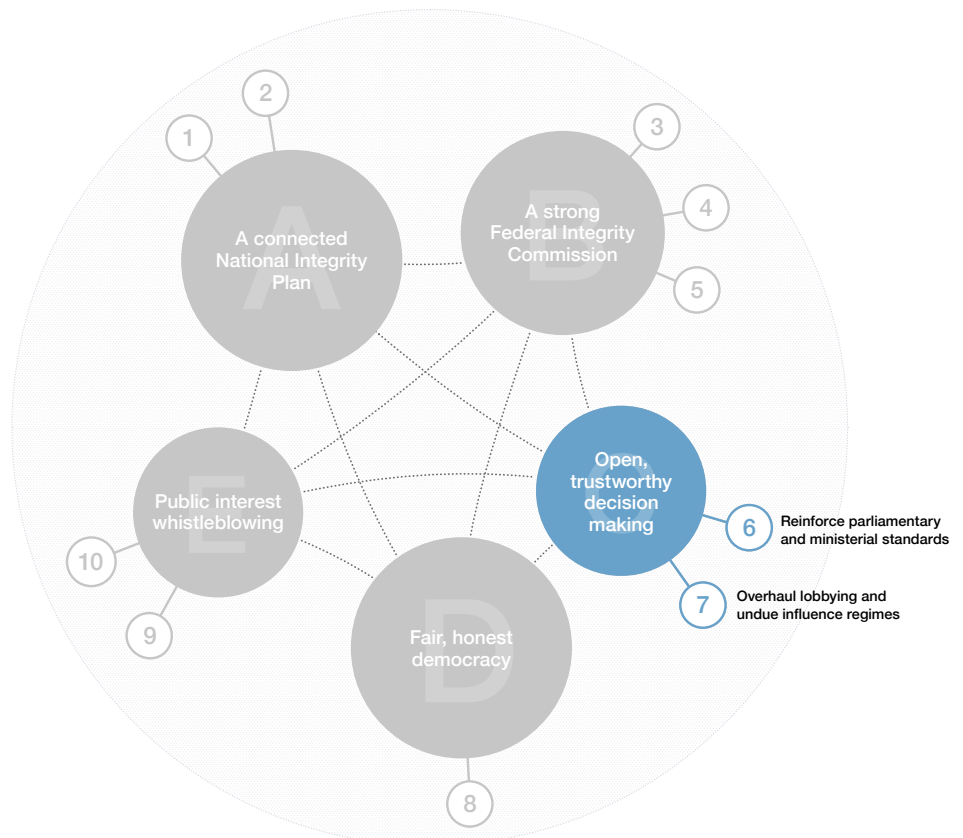 2
1
3
4
5
A
A connected
National Integrity
Plan
B
A strong
Federal Integrity
Commission
C
Open,
trustworthy
decision
making
6
Reinforce parliamentary
and ministerial standards
7
Overhaul lobbying and
undue influence regimes
E
Public interest
whistleblowing
10
9
D
Fair, honest
democracy
8